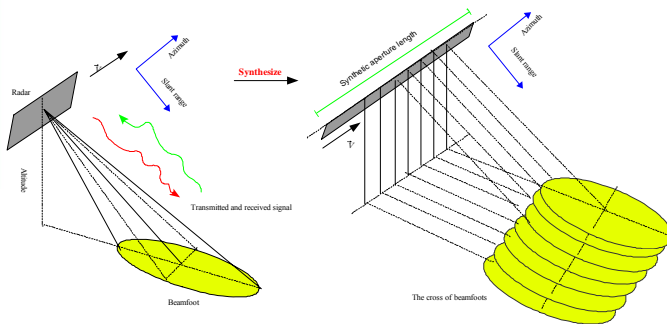 Radar
Azimuth
Slant range
Altitude
Transmitted and received signal
Beamfoot
Synthesize
Synthetic aperture length
Azimuth
Slant range
The cross of beamfoots